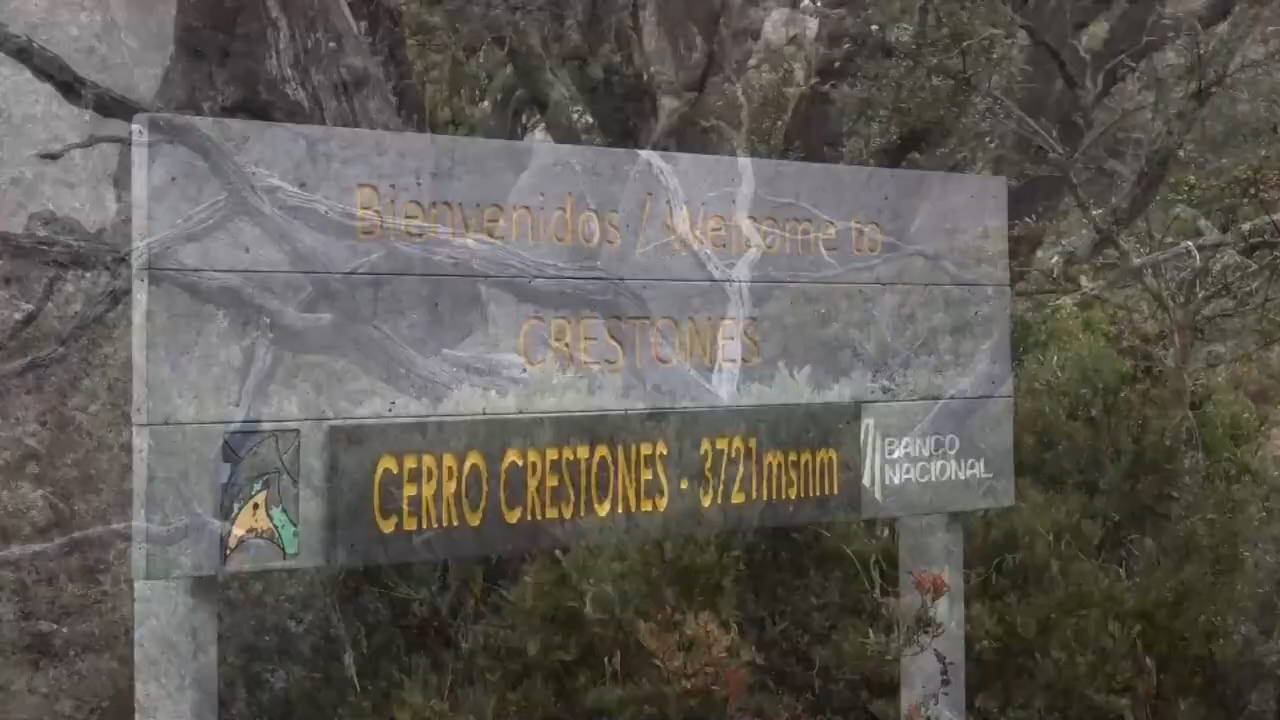 Bienvenidos / Welcome to
CRESTONES
CERRO CRESTONES - 3721msnm
BANCO
NACIONAL